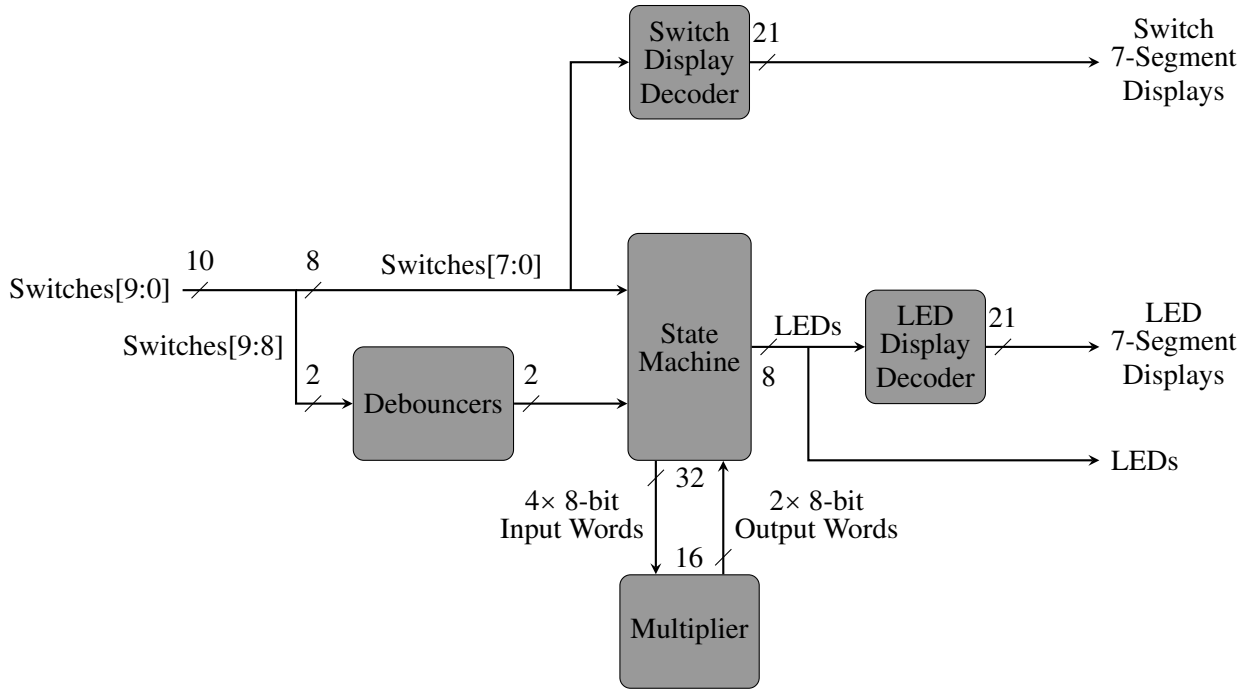 Switch
Display
Decoder
21
Switch
7-Segment
Displays
Switches[9:0]
10
8
Switches[7:0]
Switches[9:8]
2
Debouncers
2
State
Machine
LEDs
8
LED
Display
Decoder
21
LED
7-Segment
Displays
LEDs
32
4× 8-bit
Input Words
2× 8-bit
Output Words
16
Multiplier